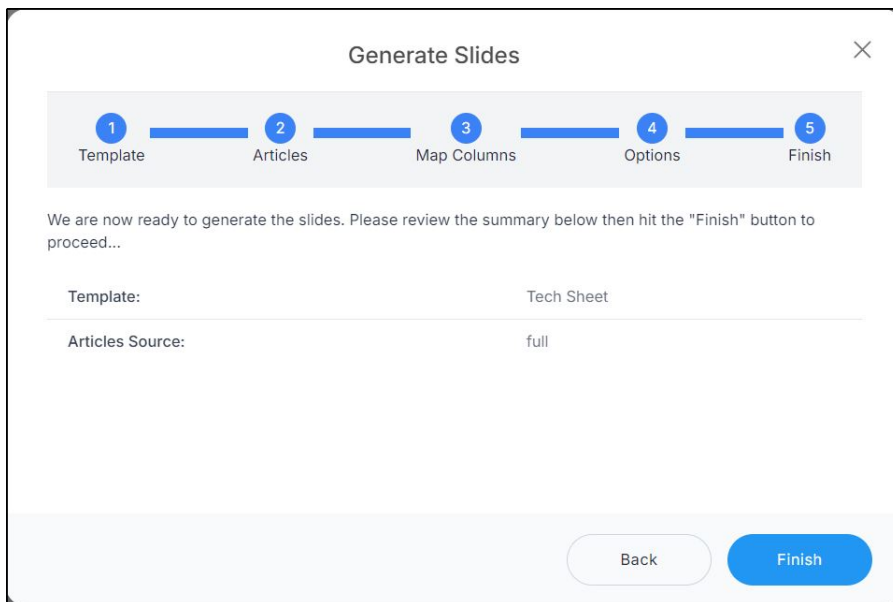 Generate Slides
1
2
3
4
5
Template
Articles
Map Columns
Options
Finish
We are now ready to generate the slides. Please review the summary below then hit the "Finish" button to
proceed...
Template:
Tech Sheet
Articles Source:
full
Back
Finish